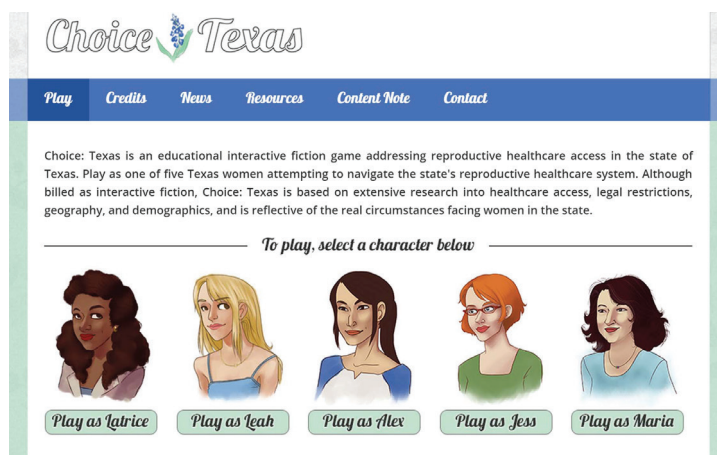 Choice Texas
Play Credits News Resources Content Note Contact
Choice: Texas is an educational interactive fiction game addressing reproductive healthcare access in the state of
Texas. Play as one of five Texas women attempting to navigate the state's reproductive healthcare system. Although
billed as interactive fiction, Choice: Texas is based on extensive research into healthcare access, legal restrictions,
geography, and demographics, and is reflective of the real circumstances facing women in the state.
To play, select a character below
Play as Latrice Play as Leah Play as Alex Play as Jess Play as Maria